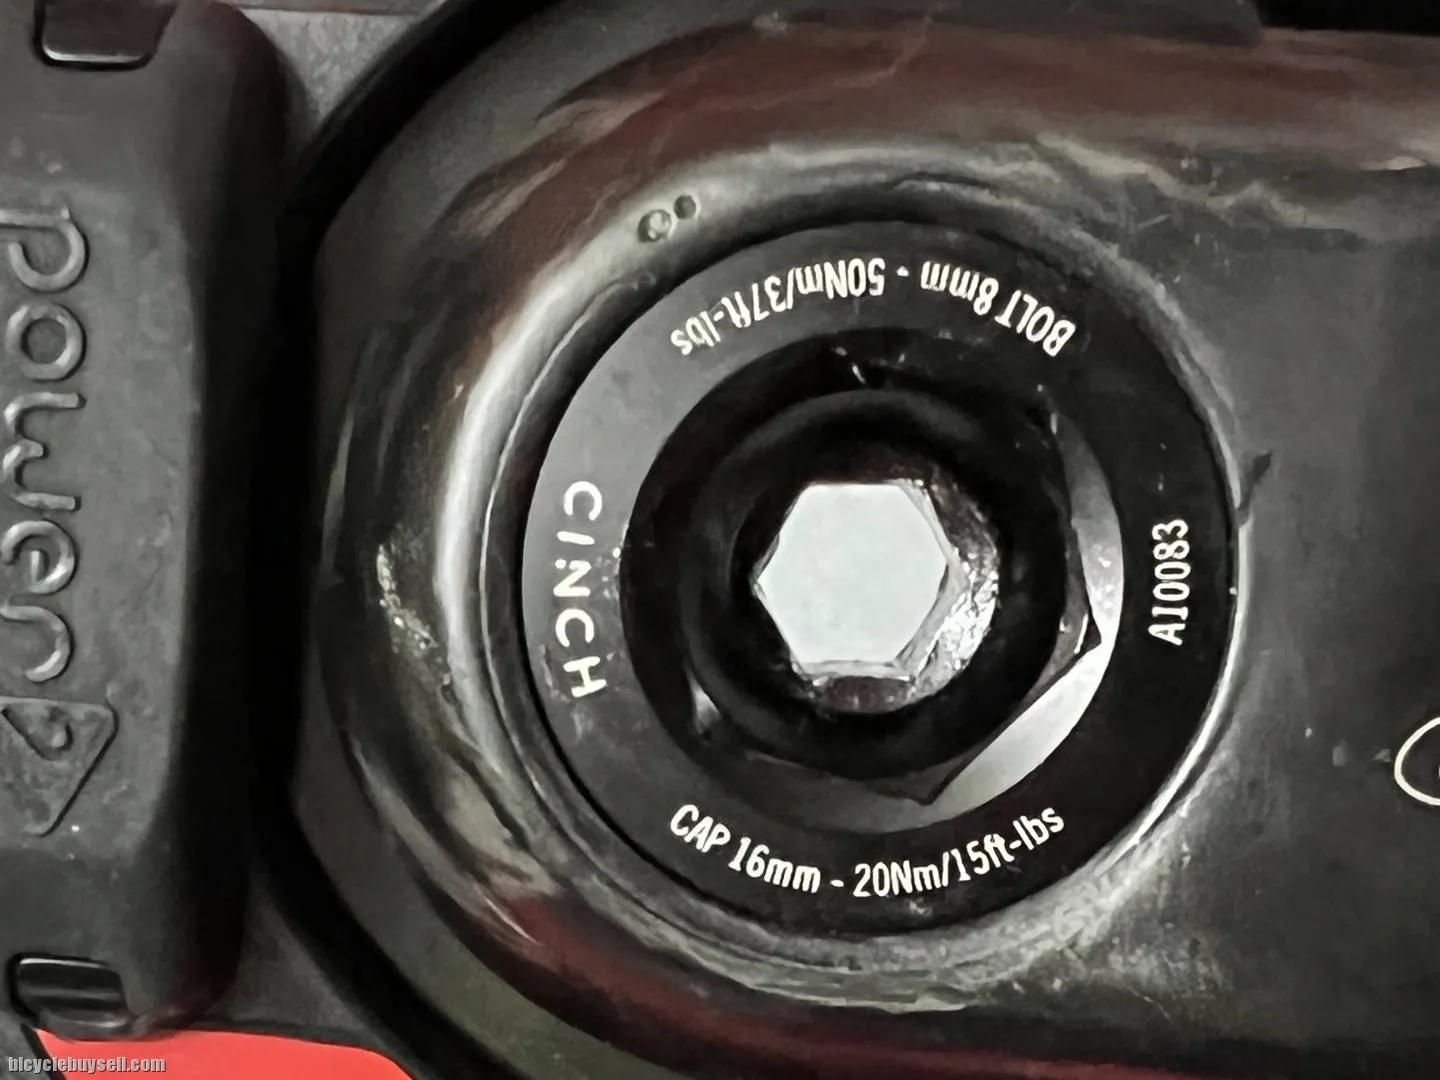 power
BOLT 8mm - 50Nm/37ft-lbs
CINCH
AI0083
CAP 16mm - 20Nm/15ft-lbs
bicyclebuysell.com